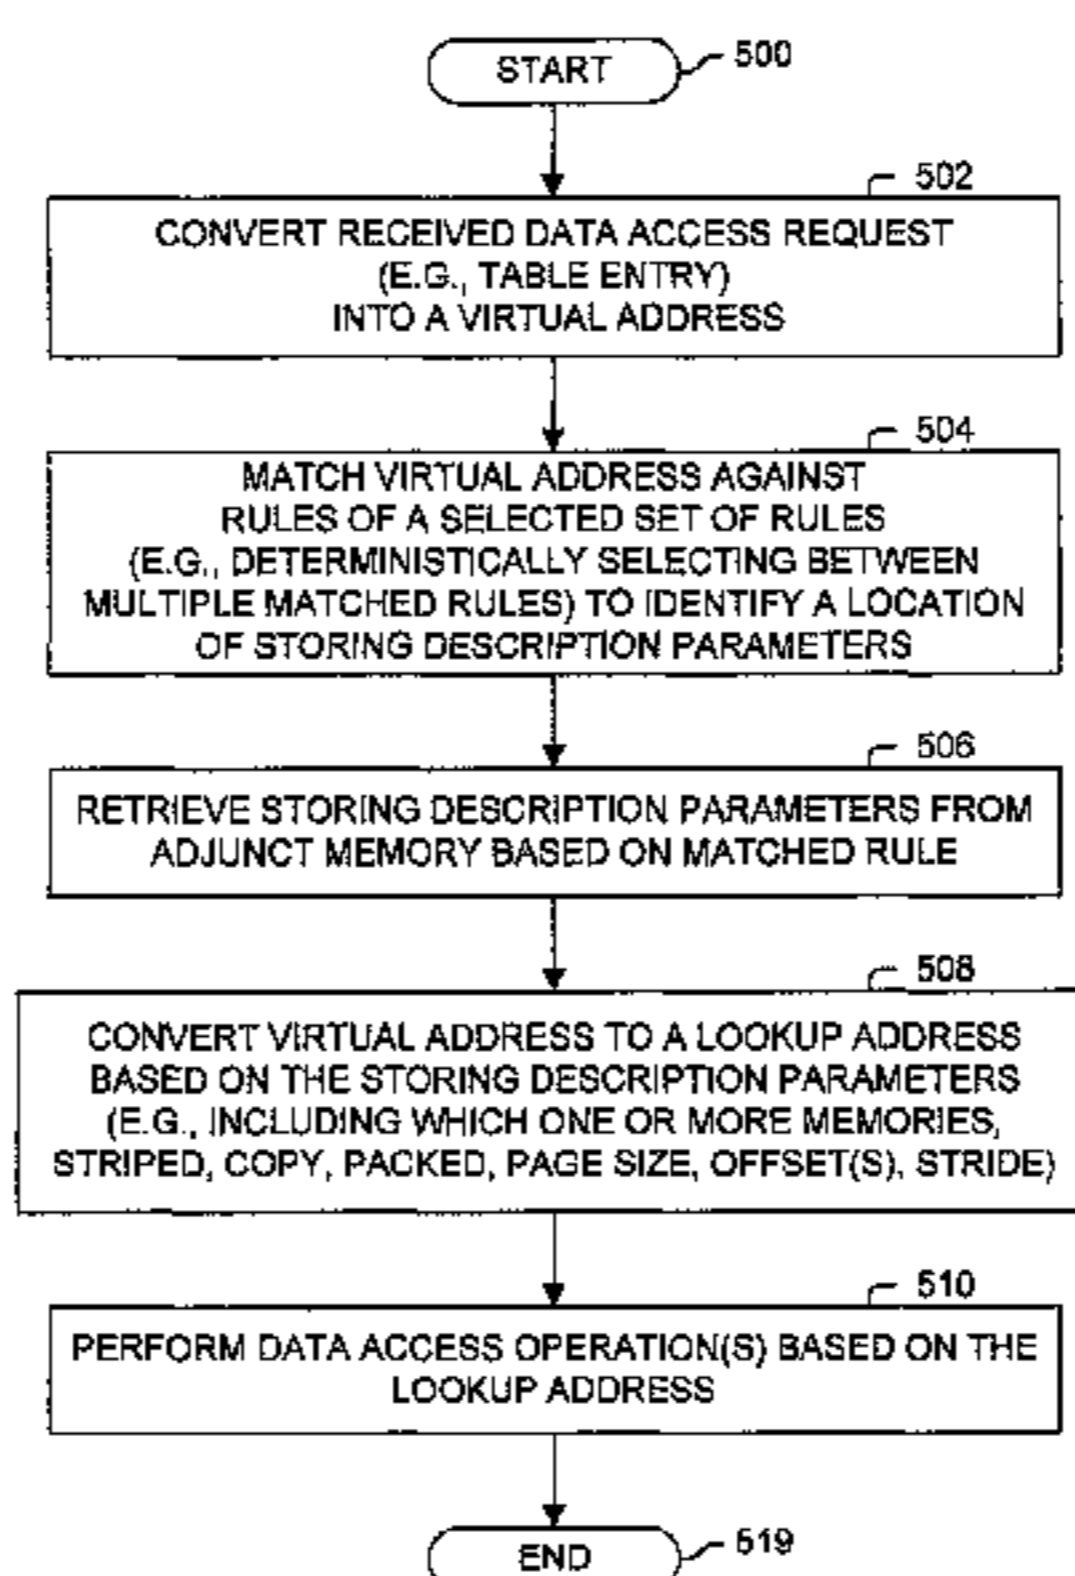 START
500
502
CONVERT RECEIVED DATA ACCESS REQUEST
(E.G., TABLE ENTRY)
INTO A VIRTUAL ADDRESS
504
MATCH VIRTUAL ADDRESS AGAINST
RULES OF A SELECTED SET OF RULES
(E.G., DETERMINISTICALLY SELECTING BETWEEN
MULTIPLE MATCHED RULES) TO IDENTIFY A LOCATION
OF STORING DESCRIPTION PARAMETERS
506
RETRIEVE STORING DESCRIPTION PARAMETERS FROM
ADJUNCT MEMORY BASED ON MATCHED RULE
508
CONVERT VIRTUAL ADDRESS TO A LOOKUP ADDRESS
BASED ON THE STORING DESCRIPTION PARAMETERS
(E.G., INCLUDING WHICH ONE OR MORE MEMORIES,
STRIPED, COPY, PACKED, PAGE SIZE, OFFSET(S), STRIDE)
510
PERFORM DATA ACCESS OPERATION(S) BASED ON THE
LOOKUP ADDRESS
END
519